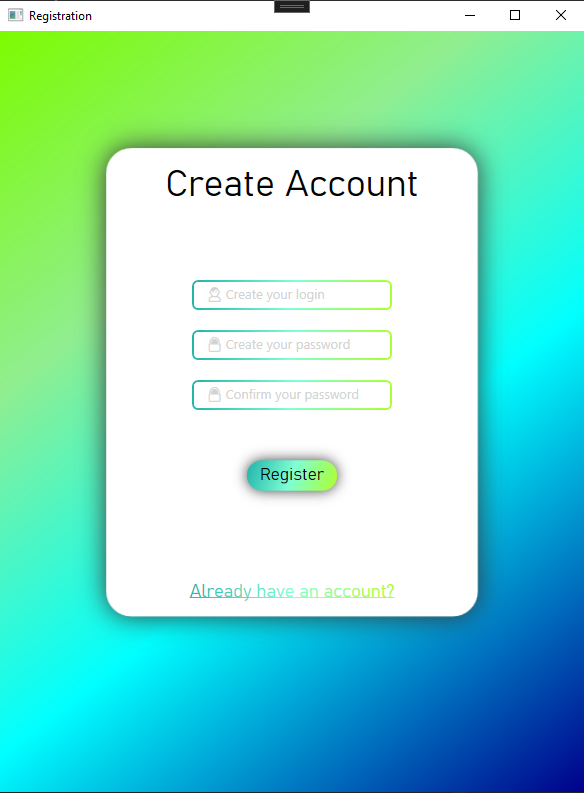 Registration
Create Account
Create your login
Create your password
Confirm your password
Register
Already have an account?